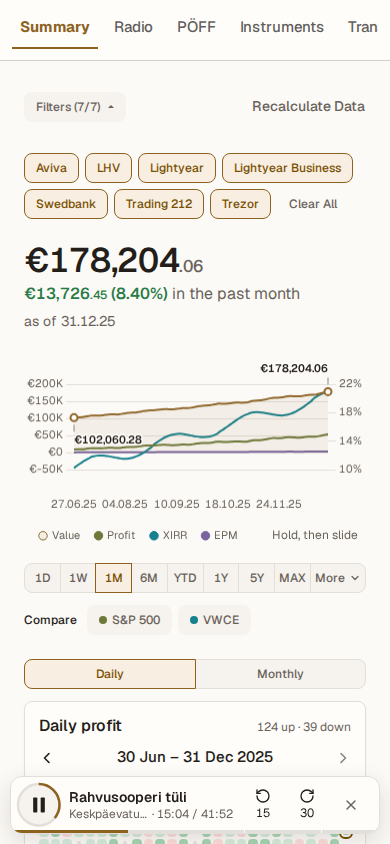 Summary Radio PÖFF Instruments Tran
Filters (7/7)
Recalculate Data
Aviva LHV Lightyear Lightyear Business
Swedbank Trading 212 Trezor Clear All
€178,204.06
€13,726.45 (8.40%) in the past month
as of 31.12.25
€178,204.06
€200K 22%
€150K
€100K 18%
€102,060.28
€50K 14%
€0
€-50K 10%
27.06.25 04.08.25 10.09.25 18.10.25 24.11.25
Value Profit XIRR EPM Hold, then slide
1D 1W 1M 6M YTD 1Y 5Y MAX More
Compare S&P 500 VWCE
Daily Monthly
Daily profit 124 up · 39 down
30 Jun – 31 Dec 2025
Rahvusooperi tüli
Keskpäevatu... · 15:04 / 41:52
15 30